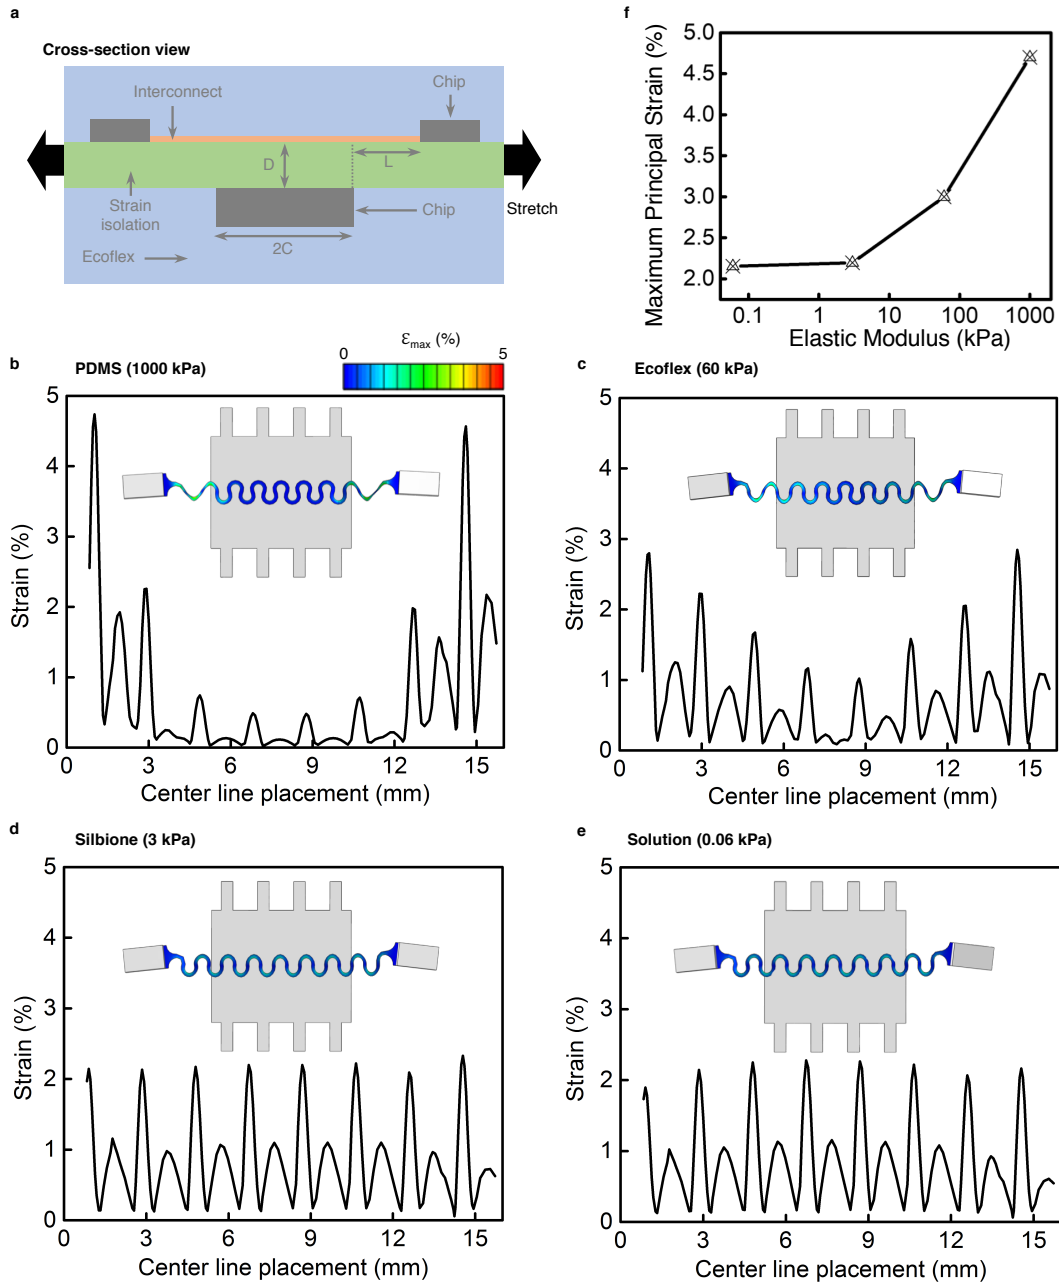 a
Cross-section view
Interconnect
Chip
D
L
Strain
isolation
Chip
Stretch
2C
Ecoflex
f
Maximum Principal Strain (%)
5.0
4.5
4.0
3.5
3.0
2.5
2.0
0.1
1
10
100
1000
Elastic Modulus (kPa)
b
PDMS (1000 kPa)
Ɛmax (%)
0
5
Strain (%)
5
4
3
2
1
0
0
3
6
9
12
15
Center line placement (mm)
c
Ecoflex (60 kPa)
Strain (%)
5
4
3
2
1
0
0
3
6
9
12
15
Center line placement (mm)
d
Silbione (3 kPa)
Strain (%)
5
4
3
2
1
0
0
3
6
9
12
15
Center line placement (mm)
e
Solution (0.06 kPa)
Strain (%)
5
4
3
2
1
0
0
3
6
9
12
15
Center line placement (mm)